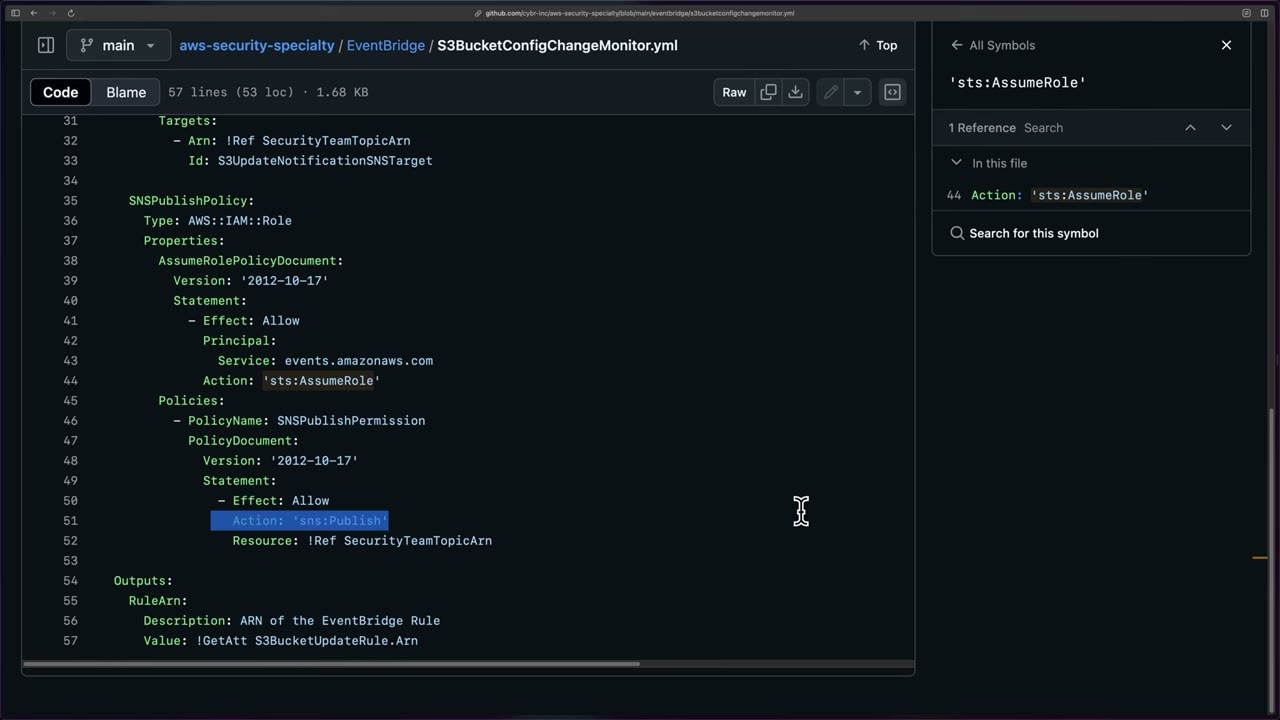 github.com/cybr-inc/aws-security-specialty/blob/main/eventbridge/s3bucketconfigchangemonitor.yml
main
aws-security-specialty / EventBridge / S3BucketConfigChangeMonitor.yml
Top
Code Blame 57 lines (53 loc) · 1.68 KB
Raw
31 Targets:
32 - Arn: !Ref SecurityTeamTopicArn
33 Id: S3UpdateNotificationSNSTarget
34
35 SNSPublishPolicy:
36 Type: AWS::IAM::Role
37 Properties:
38 AssumeRolePolicyDocument:
39 Version: '2012-10-17'
40 Statement:
41 - Effect: Allow
42 Principal:
43 Service: events.amazonaws.com
44 Action: 'sts:AssumeRole'
45 Policies:
46 - PolicyName: SNSPublishPermission
47 PolicyDocument:
48 Version: '2012-10-17'
49 Statement:
50 - Effect: Allow
51 Action: 'sns:Publish'
52 Resource: !Ref SecurityTeamTopicArn
53
54 Outputs:
55 RuleArn:
56 Description: ARN of the EventBridge Rule
57 Value: !GetAtt S3BucketUpdateRule.Arn
All Symbols
'sts:AssumeRole'
1 Reference Search
In this file
44 Action: 'sts:AssumeRole'
Search for this symbol